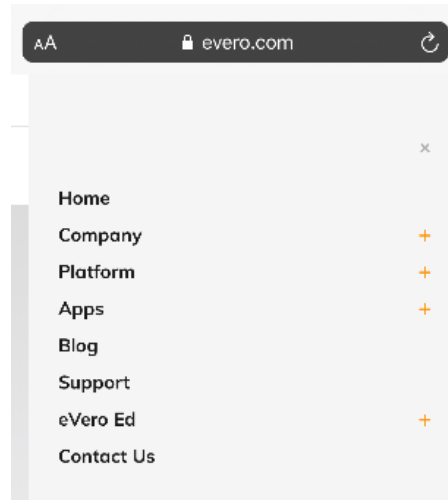 AA evero.com
×
Home
Company +
Platform +
Apps +
Blog
Support
eVero Ed +
Contact Us